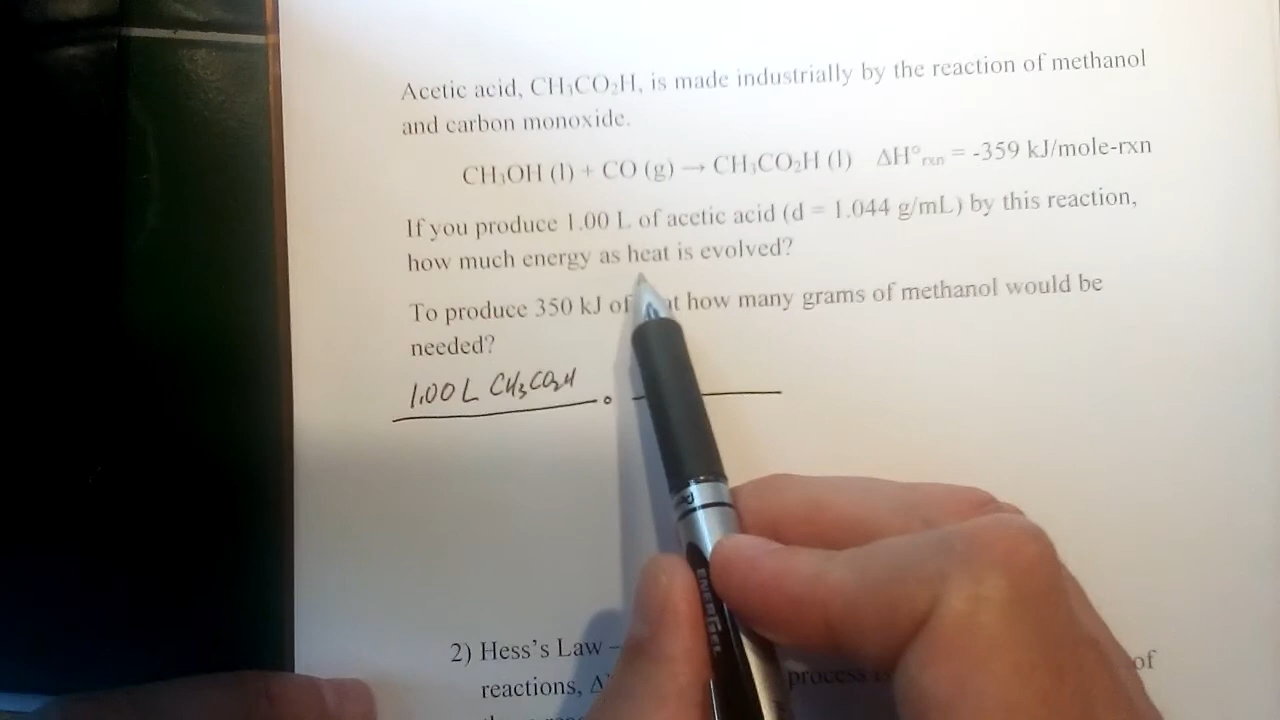 Acetic acid, CH₃CO₂H, is made industrially by the reaction of methanol
and carbon monoxide.
CH₃OH (l) + CO (g) → CH₃CO₂H (l) ΔH°rxn = -359 kJ/mole-rxn
If you produce 1.00 L of acetic acid (d = 1.044 g/mL) by this reaction,
how much energy as heat is evolved?
To produce 350 kJ of how many grams of methanol would be
needed?
1.00 L CH₃CO₂H
2) Hess's Law –
process of
reactions,
ENERGEL